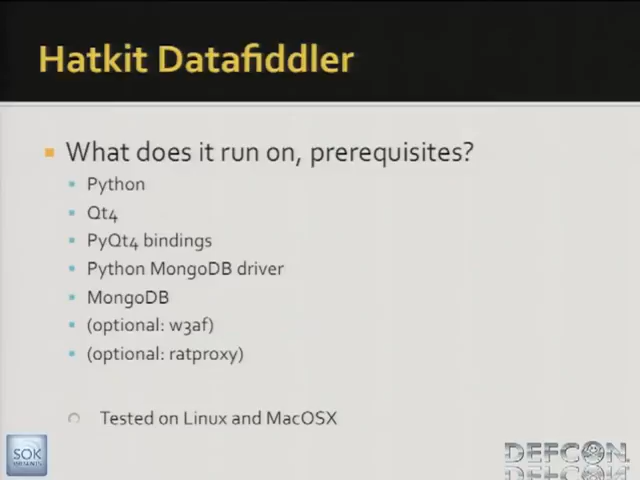 Hatkit Datafiddler
What does it run on, prerequisites?
Python
Qt4
PyQt4 bindings
Python MongoDB driver
MongoDB
(optional: w3af)
(optional: ratproxy)
Tested on Linux and MacOSX
SOK
DEFCON